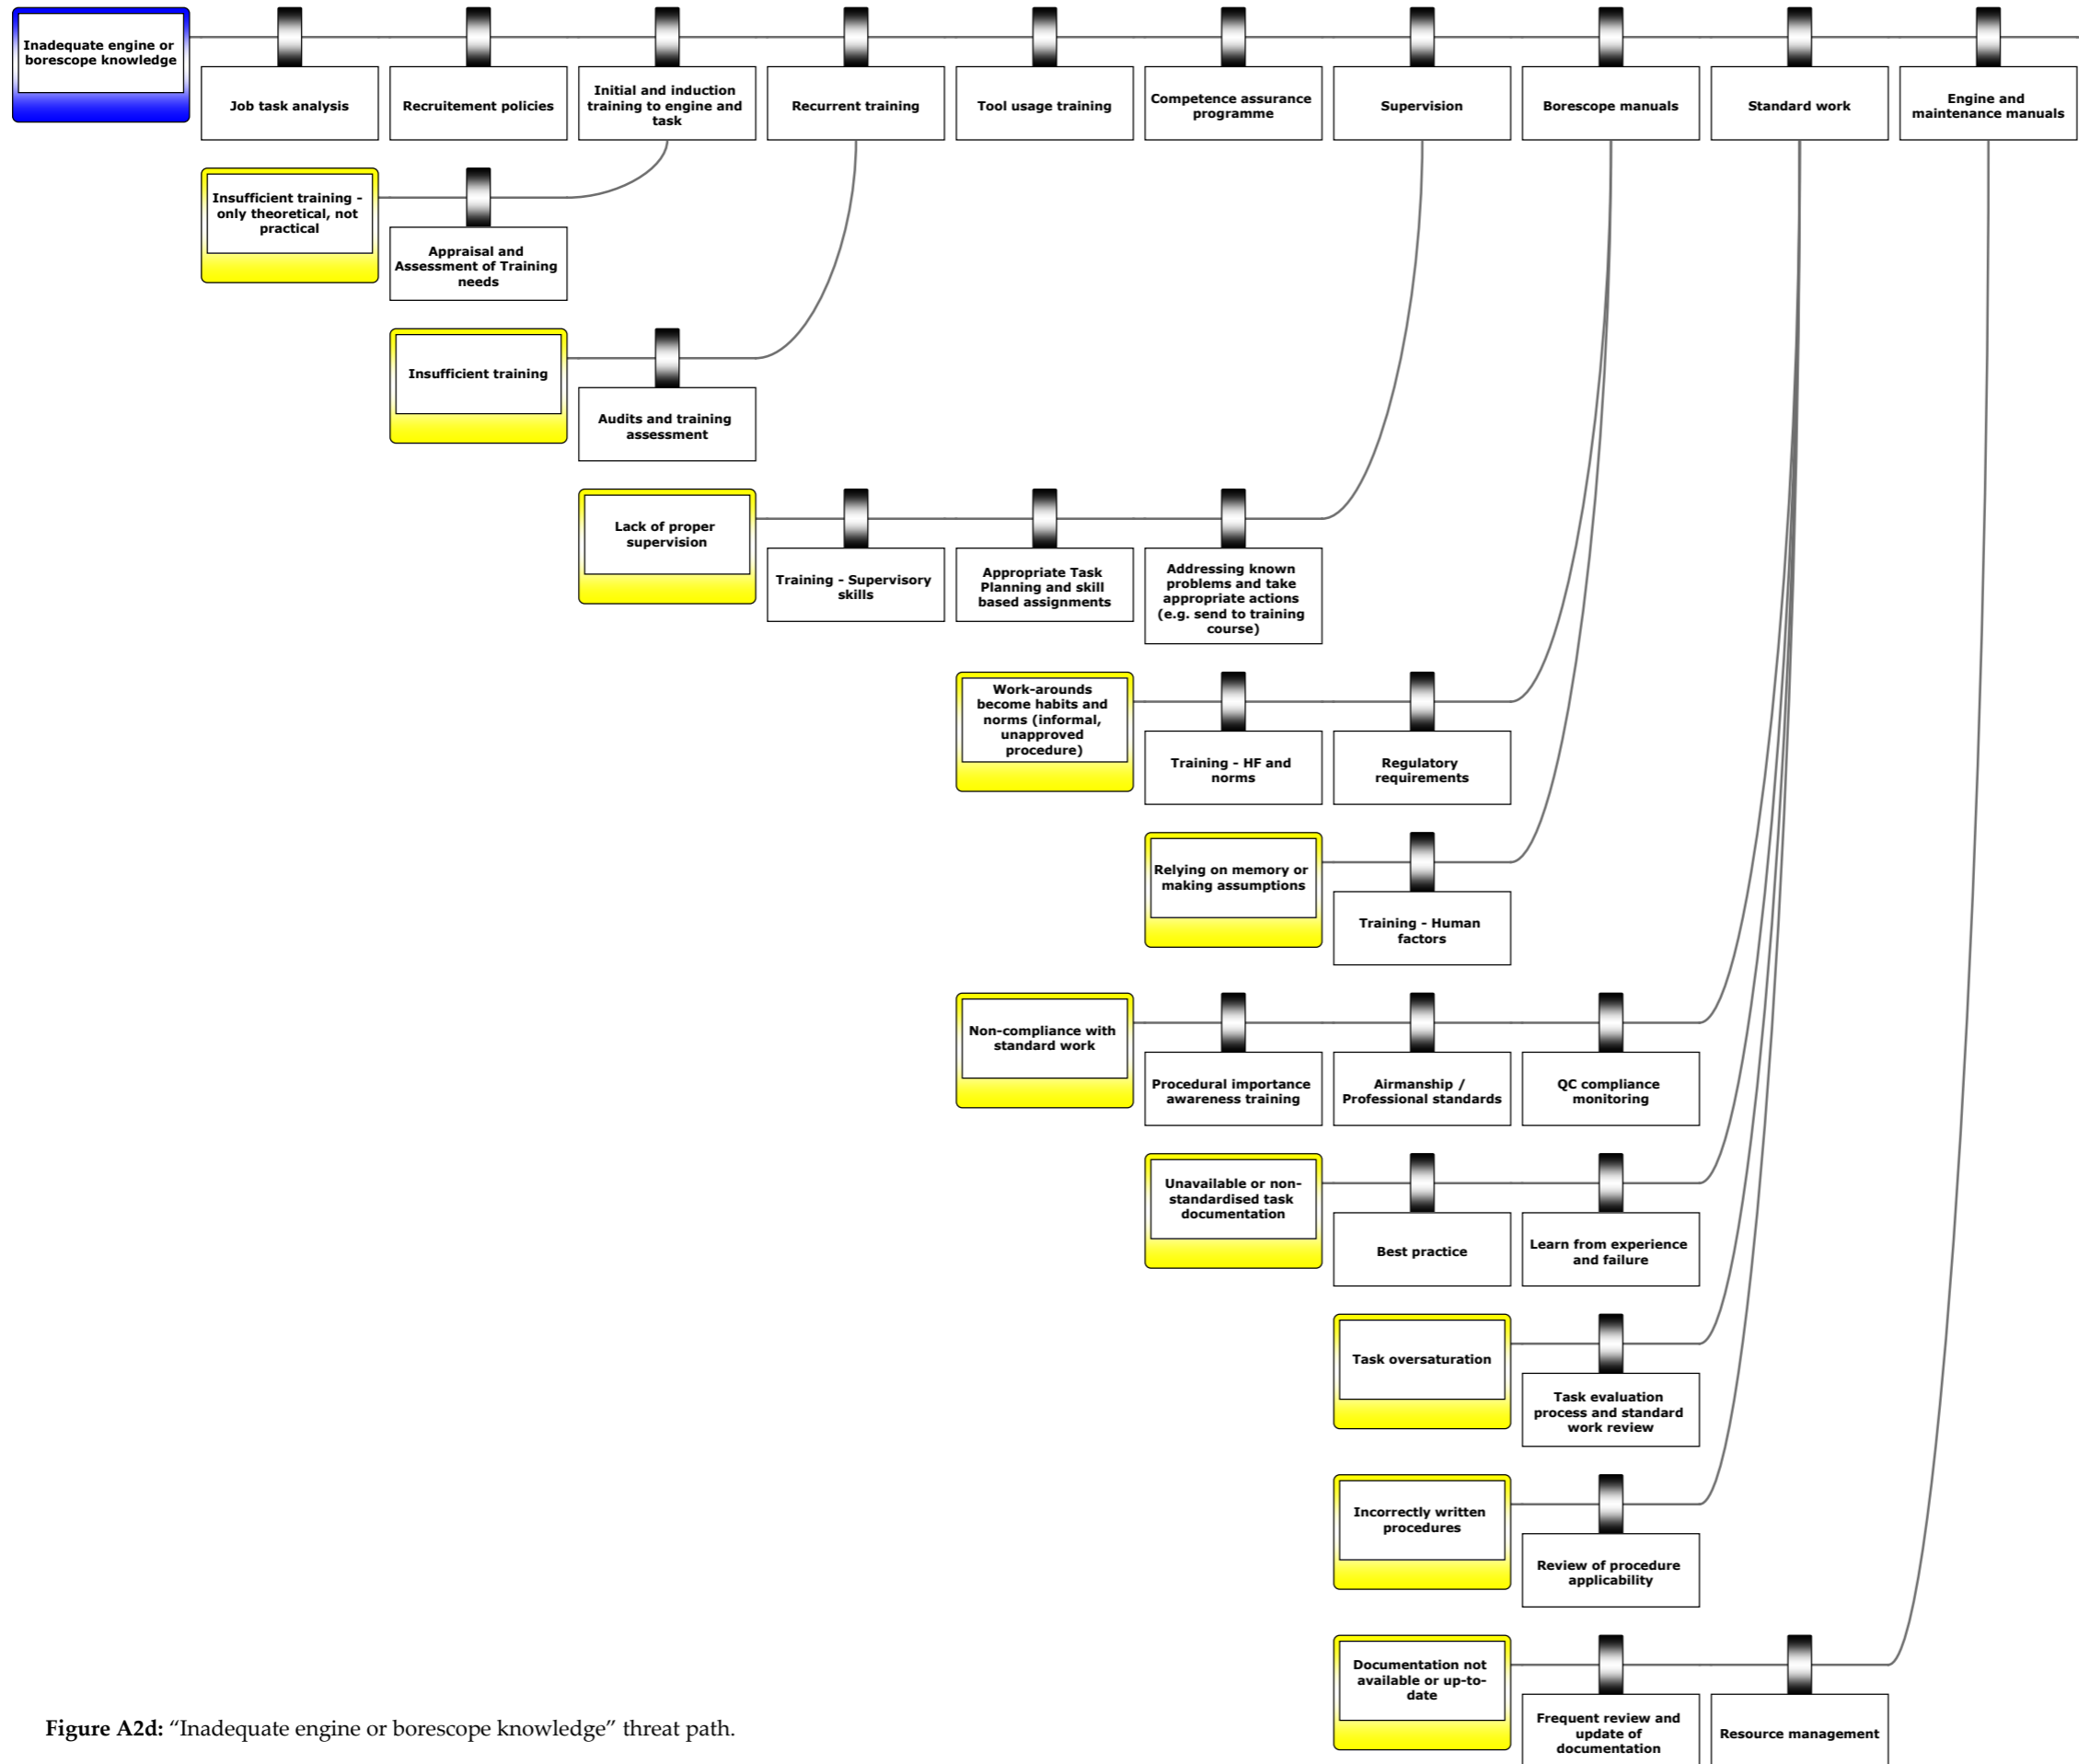 Inadequate engine or
borescope knowledge
Job task analysis
Recruitement policies
Initial and induction
training to engine and
task
Recurrent training
Tool usage training
Competence assurance
programme
Supervision
Borescope manuals
Standard work
Engine and
maintenance manuals
Insufficient training -
only theoretical, not
practical
Appraisal and
Assessment of Training
needs
Insufficient training
Audits and training
assessment
Lack of proper
supervision
Training - Supervisory
skills
Appropriate Task
Planning and skill
based assignments
Addressing known
problems and take
appropriate actions
(e.g. send to training
course)
Work-arounds
become habits and
norms (informal,
unapproved
procedure)
Training - HF and
norms
Regulatory
requirements
Relying on memory or
making assumptions
Training - Human
factors
Non-compliance with
standard work
Procedural importance
awareness training
Airmanship /
Professional standards
QC compliance
monitoring
Unavailable or non-
standardised task
documentation
Best practice
Learn from experience
and failure
Task oversaturation
Task evaluation
process and standard
work review
Incorrectly written
procedures
Review of procedure
applicability
Documentation not
available or up-to-
date
Frequent review and
update of
documentation
Resource management
Figure A2d: “Inadequate engine or borescope knowledge” threat path.